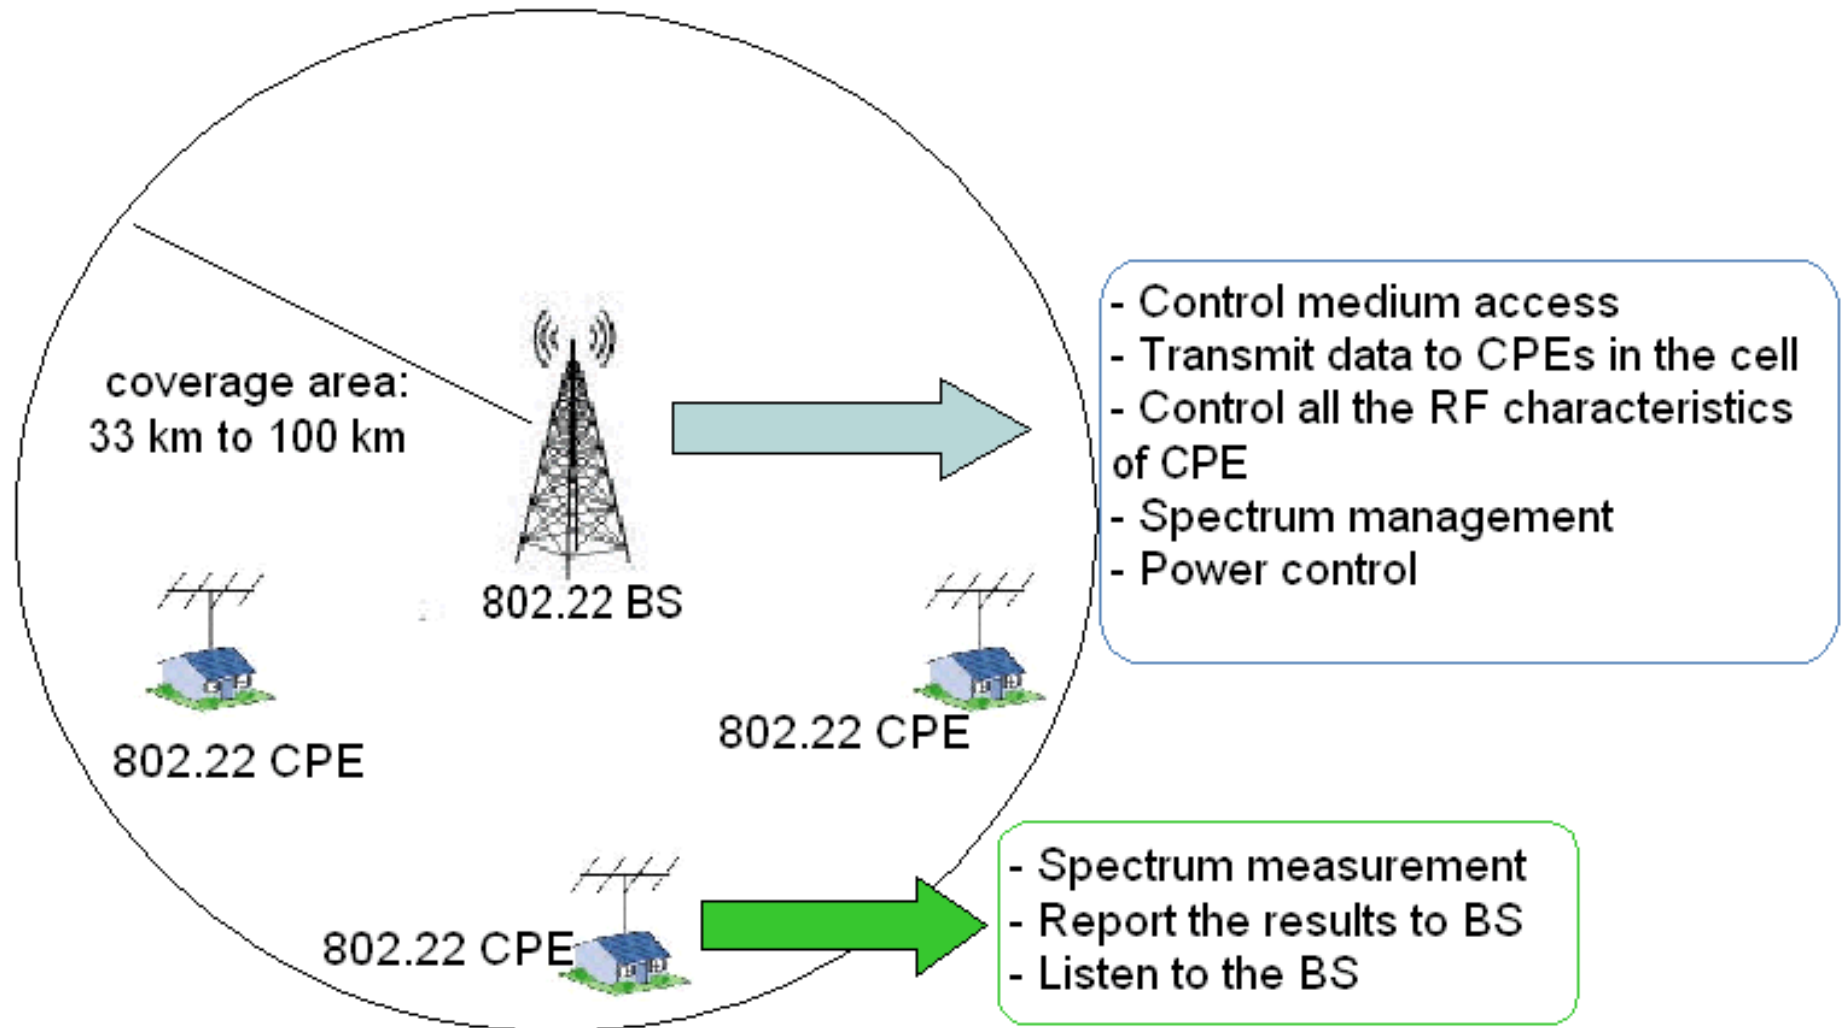 coverage area:
33 km to 100 km
802.22 BS
802.22 CPE
802.22 CPE
802.22 CPE
- Control medium access
- Transmit data to CPEs in the cell
- Control all the RF characteristics
of CPE
- Spectrum management
- Power control
- Spectrum measurement
- Report the results to BS
- Listen to the BS